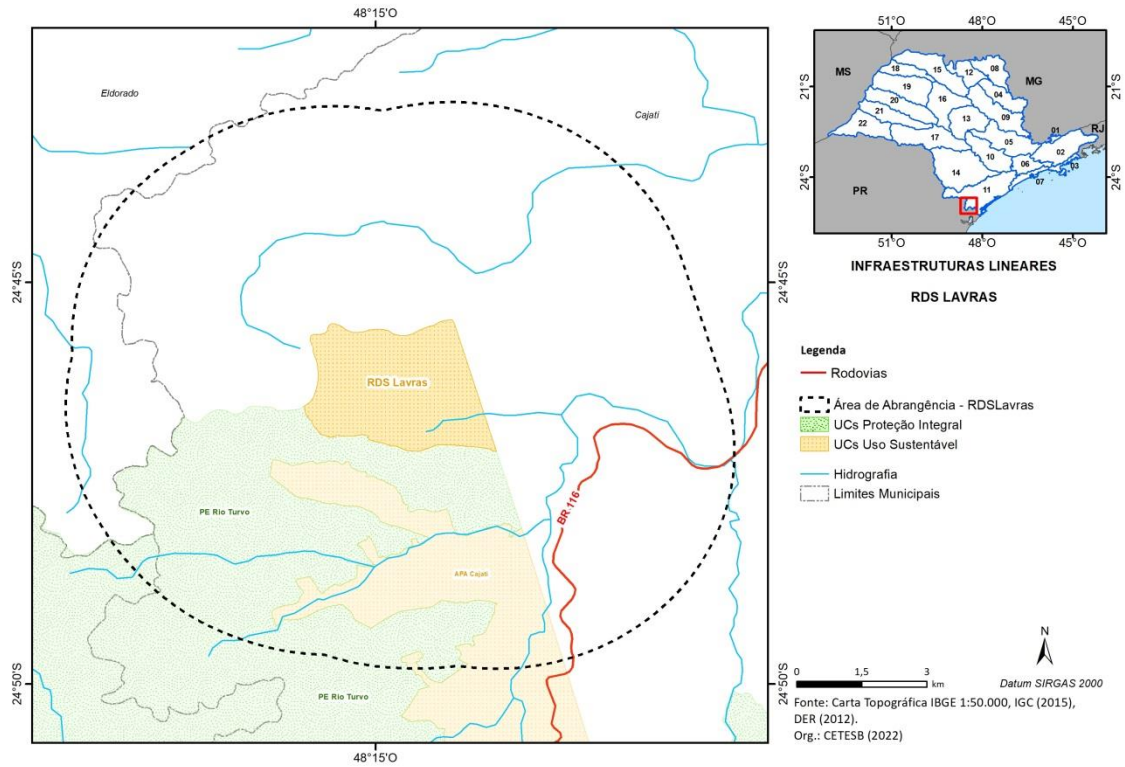 48°15'O
Eldorado
Cajati
24°45'S
24°45'S
RDS Lavras
BR 116
PE Rio Turvo
APA Cajati
PE Rio Turvo
24°50'S
24°50'S
48°15'O
51°O
48°O
45°O
21°S
21°S
24°S
24°S
MS
MG
RJ
PR
18
15
12
08
19
16
04
20
21
13
09
22
17
05
01
02
10
06
03
14
11
07
51°O
48°O
45°O
INFRAESTRUTURAS LINEARES
RDS LAVRAS
Legenda
Rodovias
Área de Abrangência - RDSLavras
UCs Proteção Integral
UCs Uso Sustentável
Hidrografia
Limites Municipais
N
0 1,5 3
km
Datum SIRGAS 2000
Fonte: Carta Topográfica IBGE 1:50.000, IGC (2015),
DER (2012).
Org.: CETESB (2022)